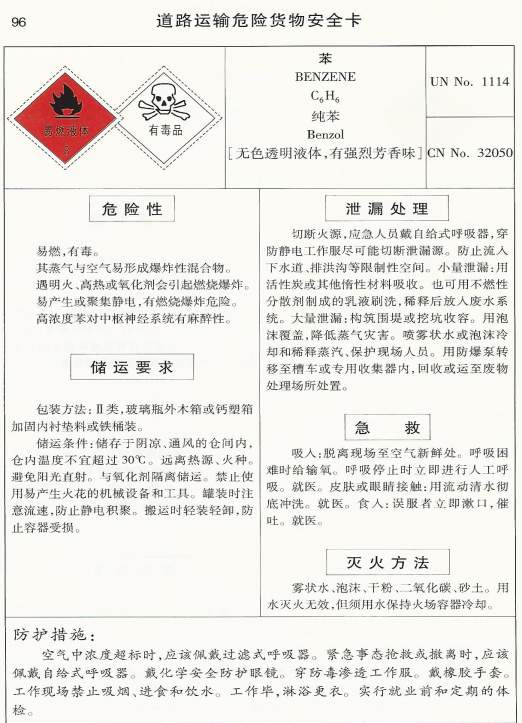 96
道路运输危险货物安全卡
易燃液体
3
有毒品
苯
BENZENE
C₆H₆
纯苯
Benzol
[无色透明液体,有强烈芳香味]
UN No. 1114
CN No. 32050
危险性
易燃,有毒。
其蒸气与空气易形成爆炸性混合物。
遇明火、高热或氧化剂会引起燃烧爆炸。
易产生或聚集静电,有燃烧爆炸危险。
高浓度苯对中枢神经系统有麻醉性。
储运要求
包装方法:Ⅱ类,玻璃瓶外木箱或钙塑箱
加固内衬垫料或铁桶装。
储运条件:储存于阴凉、通风的仓间内,
仓内温度不宜超过30℃。远离热源、火种。
避免阳光直射。与氧化剂隔离储运。禁止使
用易产生火花的机械设备和工具。罐装时注
意流速,防止静电积聚。搬运时轻装轻卸,防
止容器受损。
泄漏处理
切断火源,应急人员戴自给式呼吸器,穿
防静电工作服尽可能切断泄漏源。防止流入
下水道、排洪沟等限制性空间。小量泄漏:用
活性炭或其他惰性材料吸收。也可用不燃性
分散剂制成的乳液刷洗,稀释后放人废水系
统。大量泄漏:构筑围堤或挖坑收容。用泡
沫覆盖,降低蒸气灾害。喷雾状水或泡沫冷
却和稀释蒸汽、保护现场人员。用防爆泵转
移至槽车或专用收集器内,回收或运至废物
处理场所处置。
急救
吸人:脱离现场至空气新鲜处。呼吸困
难时给输氧。呼吸停止时立即进行人工呼
吸。就医。皮肤或眼睛接触:用流动清水彻
底冲洗。就医。食人:误服者立即漱口,催
吐。就医。
灭火方法
雾状水、泡沫、干粉、二氧化碳、砂土。用
水灭火无效,但须用水保持火场容器冷却。
防护措施:
空气中浓度超标时,应该佩戴过滤式呼吸器。紧急事态抢救或撤离时,应该
佩戴自给式呼吸器。戴化学安全防护眼镜。穿防毒渗透工作服。戴橡胶手套。
工作现场禁止吸烟、进食和饮水。工作毕,淋浴更衣。实行就业前和定期的体
检。